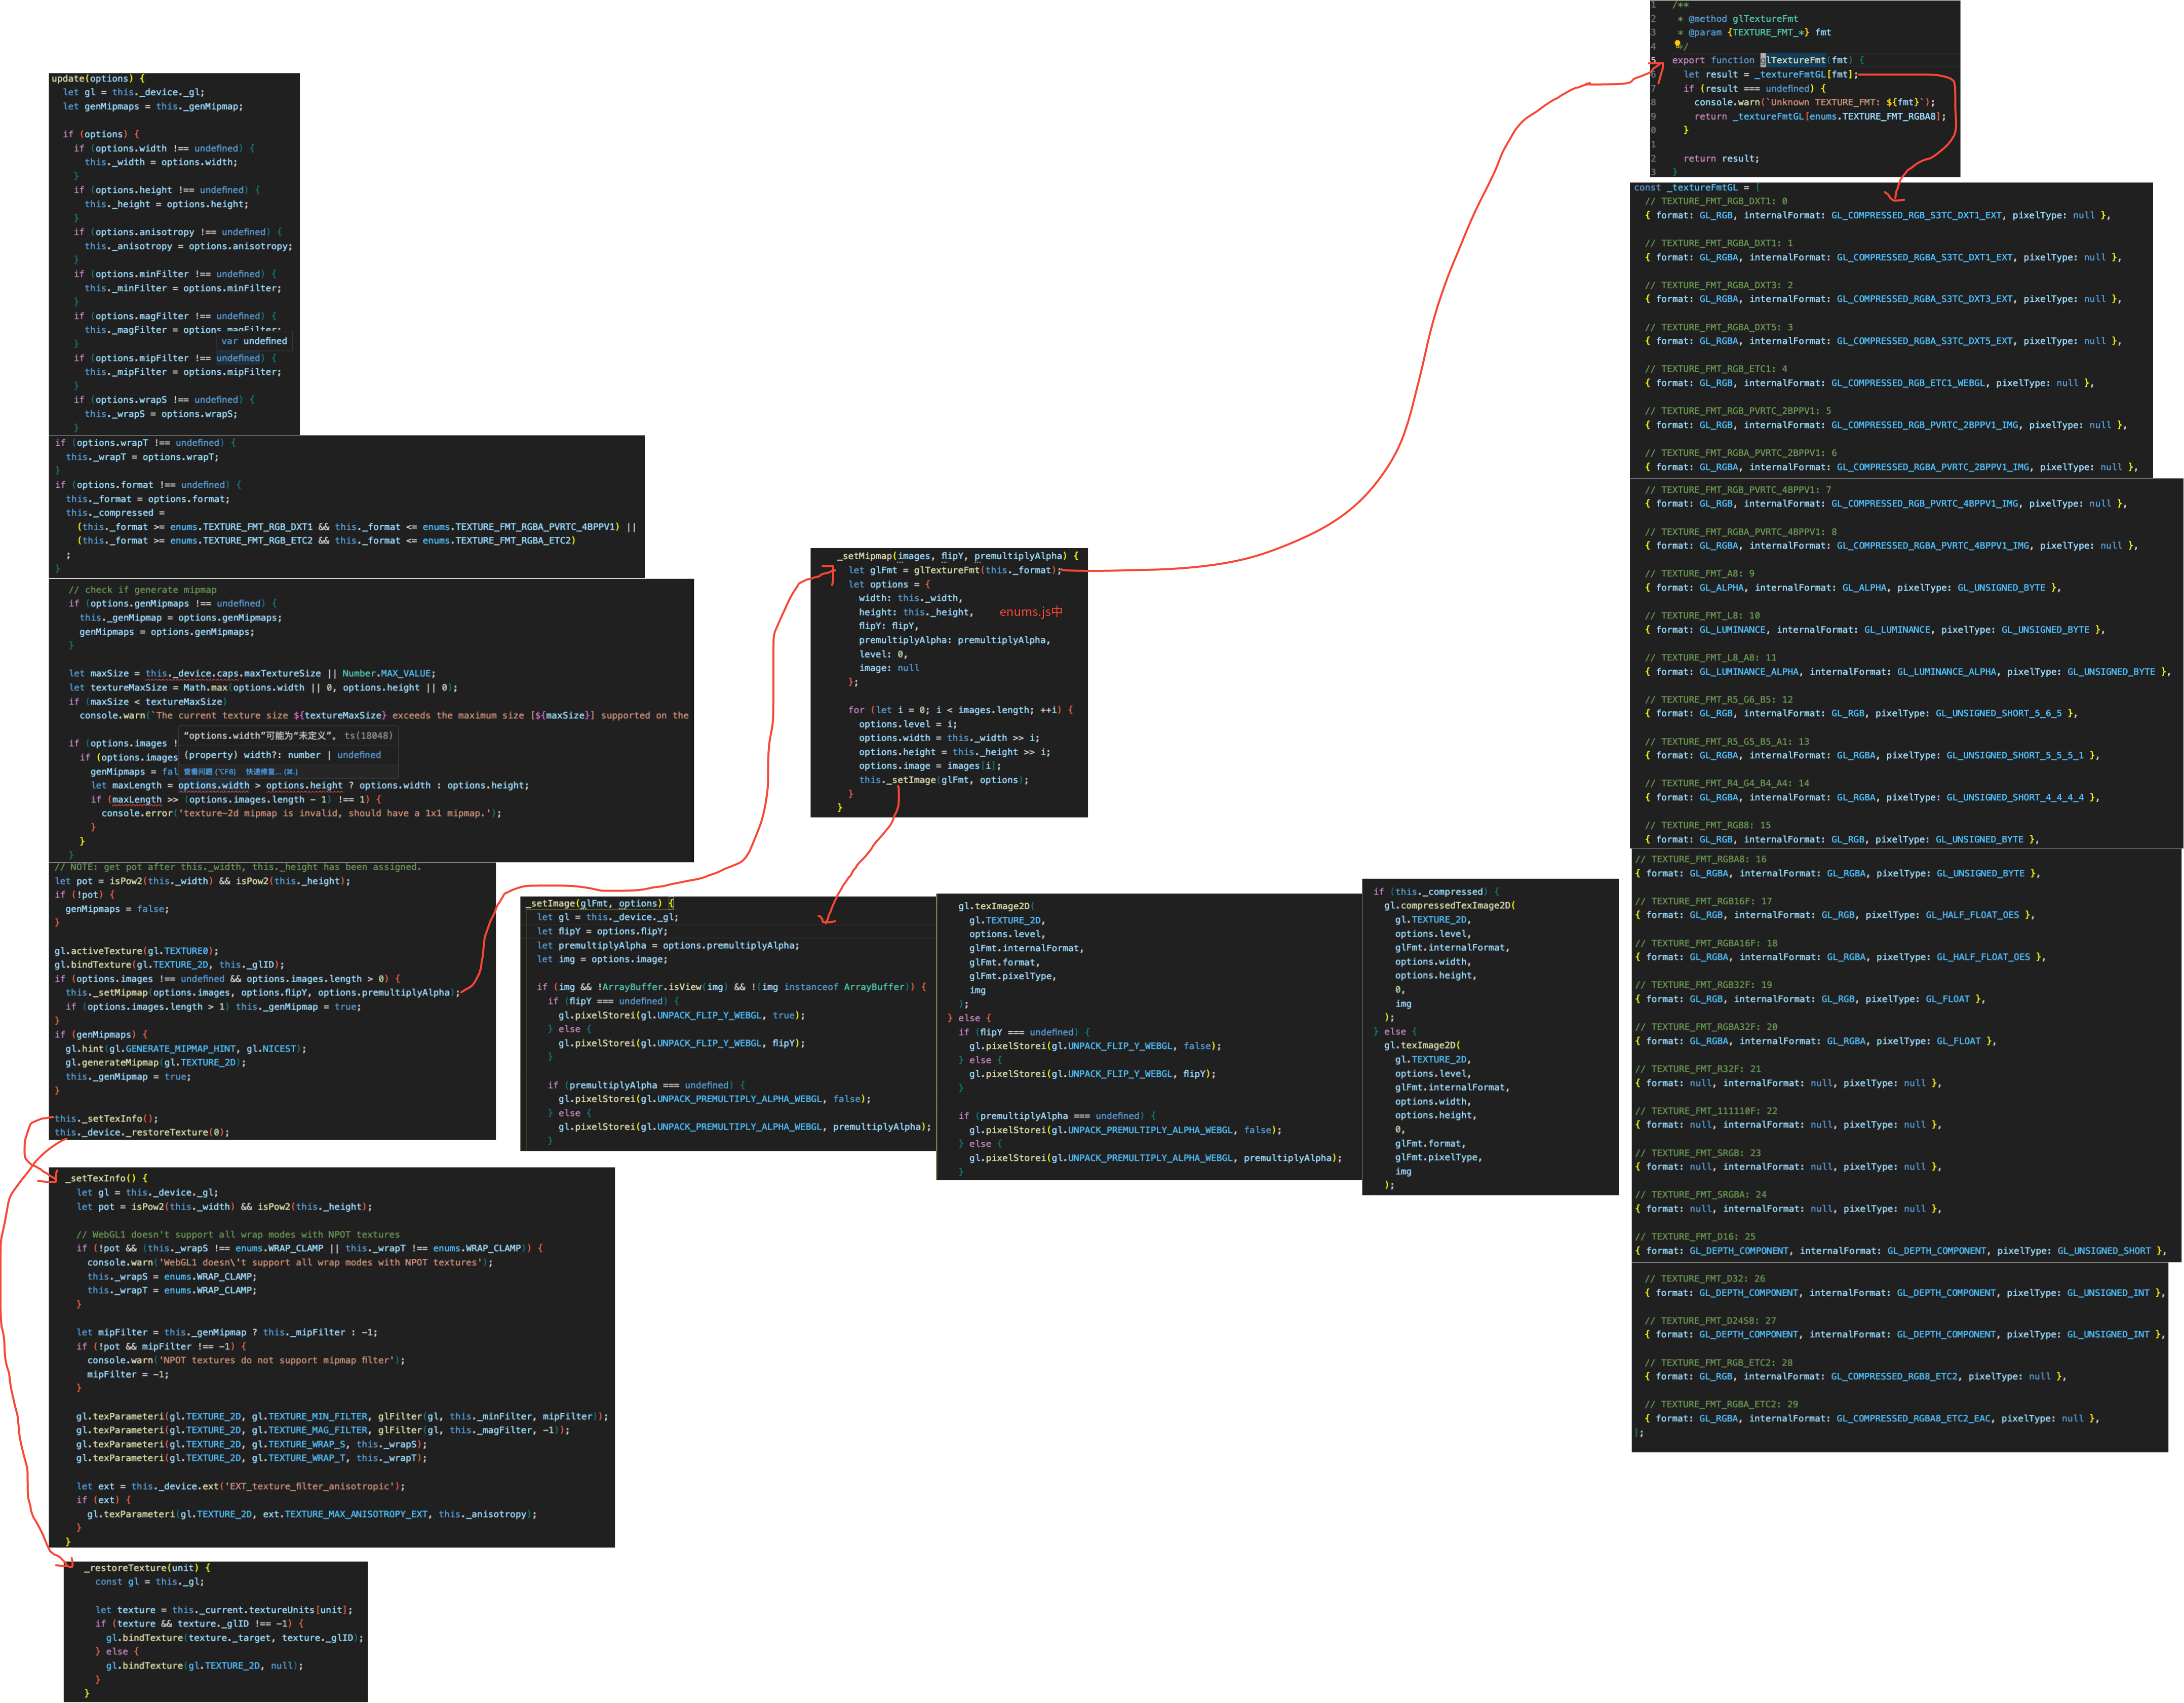 update(options) {
let gl = this._device._gl;
let genMipmaps = this._genMipmap;
if (options) {
if (options.width !== undefined) {
this._width = options.width;
}
if (options.height !== undefined) {
this._height = options.height;
}
if (options.anisotropy !== undefined) {
this._anisotropy = options.anisotropy;
}
if (options.minFilter !== undefined) {
this._minFilter = options.minFilter;
}
if (options.magFilter !== undefined) {
this._magFilter = options.magFilter;
var undefined
}
if (options.mipFilter !== undefined) {
this._mipFilter = options.mipFilter;
}
if (options.wrapS !== undefined) {
this._wrapS = options.wrapS;
}
if (options.wrapT !== undefined) {
this._wrapT = options.wrapT;
}
if (options.format !== undefined) {
this._format = options.format;
this._compressed =
(this._format >= enums.TEXTURE_FMT_RGB_DXT1 && this._format <= enums.TEXTURE_FMT_RGBA_PVRTC_4BPPV1) ||
(this._format >= enums.TEXTURE_FMT_RGB_ETC2 && this._format <= enums.TEXTURE_FMT_RGBA_ETC2)
;
}
// check if generate mipmap
if (options.genMipmaps !== undefined) {
this._genMipmap = options.genMipmaps;
genMipmaps = options.genMipmaps;
}
let maxSize = this._device.caps.maxTextureSize || Number.MAX_VALUE;
let textureMaxSize = Math.max(options.width || 0, options.height || 0);
if (maxSize < textureMaxSize)
console.warn(`The current texture size ${textureMaxSize} exceeds the maximum size [${maxSize}] supported on the
"options.width"可能为"未定义"。 ts(18048)
if (options.images !
(property) width?: number | undefined
if (options.images
genMipmaps = fal
查看问题 (⌥F8) 快速修复... (⌘.)
let maxLength = options.width > options.height ? options.width : options.height;
if (maxLength >> (options.images.length - 1) !== 1) {
console.error('texture-2d mipmap is invalid, should have a 1x1 mipmap.');
}
}
}
// NOTE: get pot after this._width, this._height has been assigned.
let pot = isPow2(this._width) && isPow2(this._height);
if (!pot) {
genMipmaps = false;
}
gl.activeTexture(gl.TEXTURE0);
gl.bindTexture(gl.TEXTURE_2D, this._glID);
if (options.images !== undefined && options.images.length > 0) {
this._setMipmap(options.images, options.flipY, options.premultiplyAlpha);
if (options.images.length > 1) this._genMipmap = true;
}
if (genMipmaps) {
gl.hint(gl.GENERATE_MIPMAP_HINT, gl.NICEST);
gl.generateMipmap(gl.TEXTURE_2D);
this._genMipmap = true;
}
this._setTexInfo();
this._device._restoreTexture(0);
_setTexInfo() {
let gl = this._device._gl;
let pot = isPow2(this._width) && isPow2(this._height);
// WebGL1 doesn't support all wrap modes with NPOT textures
if (!pot && (this._wrapS !== enums.WRAP_CLAMP || this._wrapT !== enums.WRAP_CLAMP)) {
console.warn('WebGL1 doesn\'t support all wrap modes with NPOT textures');
this._wrapS = enums.WRAP_CLAMP;
this._wrapT = enums.WRAP_CLAMP;
}
let mipFilter = this._genMipmap ? this._mipFilter : -1;
if (!pot && mipFilter !== -1) {
console.warn('NPOT textures do not support mipmap filter');
mipFilter = -1;
}
gl.texParameteri(gl.TEXTURE_2D, gl.TEXTURE_MIN_FILTER, glFilter(gl, this._minFilter, mipFilter));
gl.texParameteri(gl.TEXTURE_2D, gl.TEXTURE_MAG_FILTER, glFilter(gl, this._magFilter, -1));
gl.texParameteri(gl.TEXTURE_2D, gl.TEXTURE_WRAP_S, this._wrapS);
gl.texParameteri(gl.TEXTURE_2D, gl.TEXTURE_WRAP_T, this._wrapT);
let ext = this._device.ext('EXT_texture_filter_anisotropic');
if (ext) {
gl.texParameteri(gl.TEXTURE_2D, ext.TEXTURE_MAX_ANISOTROPY_EXT, this._anisotropy);
}
}
_restoreTexture(unit) {
const gl = this._gl;
let texture = this._current.textureUnits[unit];
if (texture && texture._glID !== -1) {
gl.bindTexture(texture._target, texture._glID);
} else {
gl.bindTexture(gl.TEXTURE_2D, null);
}
}
_setMipmap(images, flipY, premultiplyAlpha) {
let glFmt = glTextureFmt(this._format);
let options = {
width: this._width,
height: this._height,
enums.js中
flipY: flipY,
premultiplyAlpha: premultiplyAlpha,
level: 0,
image: null
};
for (let i = 0; i < images.length; ++i) {
options.level = i;
options.width = this._width >> i;
options.height = this._height >> i;
options.image = images[i];
this._setImage(glFmt, options);
}
}
_setImage(glFmt, options) {
let gl = this._device._gl;
let flipY = options.flipY;
let premultiplyAlpha = options.premultiplyAlpha;
let img = options.image;
if (img && !ArrayBuffer.isView(img) && !(img instanceof ArrayBuffer)) {
if (flipY === undefined) {
gl.pixelStorei(gl.UNPACK_FLIP_Y_WEBGL, true);
} else {
gl.pixelStorei(gl.UNPACK_FLIP_Y_WEBGL, flipY);
}
if (premultiplyAlpha === undefined) {
gl.pixelStorei(gl.UNPACK_PREMULTIPLY_ALPHA_WEBGL, false);
} else {
gl.pixelStorei(gl.UNPACK_PREMULTIPLY_ALPHA_WEBGL, premultiplyAlpha);
}
gl.texImage2D(
gl.TEXTURE_2D,
options.level,
glFmt.internalFormat,
glFmt.format,
glFmt.pixelType,
img
);
} else {
if (flipY === undefined) {
gl.pixelStorei(gl.UNPACK_FLIP_Y_WEBGL, false);
} else {
gl.pixelStorei(gl.UNPACK_FLIP_Y_WEBGL, flipY);
}
if (premultiplyAlpha === undefined) {
gl.pixelStorei(gl.UNPACK_PREMULTIPLY_ALPHA_WEBGL, false);
} else {
gl.pixelStorei(gl.UNPACK_PREMULTIPLY_ALPHA_WEBGL, premultiplyAlpha);
}
if (this._compressed) {
gl.compressedTexImage2D(
gl.TEXTURE_2D,
options.level,
glFmt.internalFormat,
options.width,
options.height,
0,
img
);
} else {
gl.texImage2D(
gl.TEXTURE_2D,
options.level,
glFmt.internalFormat,
options.width,
options.height,
0,
glFmt.format,
glFmt.pixelType,
img
);
1 /**
2 * @method glTextureFmt
3 * @param {TEXTURE_FMT_*} fmt
4 */
5 export function glTextureFmt(fmt) {
6 let result = _textureFmtGL[fmt];
7 if (result === undefined) {
8 console.warn(`Unknown TEXTURE_FMT: ${fmt}`);
9 return _textureFmtGL[enums.TEXTURE_FMT_RGBA8];
0 }
1
2 return result;
3 }
const _textureFmtGL = [
// TEXTURE_FMT_RGB_DXT1: 0
{ format: GL_RGB, internalFormat: GL_COMPRESSED_RGB_S3TC_DXT1_EXT, pixelType: null },
// TEXTURE_FMT_RGBA_DXT1: 1
{ format: GL_RGBA, internalFormat: GL_COMPRESSED_RGBA_S3TC_DXT1_EXT, pixelType: null },
// TEXTURE_FMT_RGBA_DXT3: 2
{ format: GL_RGBA, internalFormat: GL_COMPRESSED_RGBA_S3TC_DXT3_EXT, pixelType: null },
// TEXTURE_FMT_RGBA_DXT5: 3
{ format: GL_RGBA, internalFormat: GL_COMPRESSED_RGBA_S3TC_DXT5_EXT, pixelType: null },
// TEXTURE_FMT_RGB_ETC1: 4
{ format: GL_RGB, internalFormat: GL_COMPRESSED_RGB_ETC1_WEBGL, pixelType: null },
// TEXTURE_FMT_RGB_PVRTC_2BPPV1: 5
{ format: GL_RGB, internalFormat: GL_COMPRESSED_RGB_PVRTC_2BPPV1_IMG, pixelType: null },
// TEXTURE_FMT_RGBA_PVRTC_2BPPV1: 6
{ format: GL_RGBA, internalFormat: GL_COMPRESSED_RGBA_PVRTC_2BPPV1_IMG, pixelType: null },
// TEXTURE_FMT_RGB_PVRTC_4BPPV1: 7
{ format: GL_RGB, internalFormat: GL_COMPRESSED_RGB_PVRTC_4BPPV1_IMG, pixelType: null },
// TEXTURE_FMT_RGBA_PVRTC_4BPPV1: 8
{ format: GL_RGBA, internalFormat: GL_COMPRESSED_RGBA_PVRTC_4BPPV1_IMG, pixelType: null },
// TEXTURE_FMT_A8: 9
{ format: GL_ALPHA, internalFormat: GL_ALPHA, pixelType: GL_UNSIGNED_BYTE },
// TEXTURE_FMT_L8: 10
{ format: GL_LUMINANCE, internalFormat: GL_LUMINANCE, pixelType: GL_UNSIGNED_BYTE },
// TEXTURE_FMT_L8_A8: 11
{ format: GL_LUMINANCE_ALPHA, internalFormat: GL_LUMINANCE_ALPHA, pixelType: GL_UNSIGNED_BYTE },
// TEXTURE_FMT_R5_G6_B5: 12
{ format: GL_RGB, internalFormat: GL_RGB, pixelType: GL_UNSIGNED_SHORT_5_6_5 },
// TEXTURE_FMT_R5_G5_B5_A1: 13
{ format: GL_RGBA, internalFormat: GL_RGBA, pixelType: GL_UNSIGNED_SHORT_5_5_5_1 },
// TEXTURE_FMT_R4_G4_B4_A4: 14
{ format: GL_RGBA, internalFormat: GL_RGBA, pixelType: GL_UNSIGNED_SHORT_4_4_4_4 },
// TEXTURE_FMT_RGB8: 15
{ format: GL_RGB, internalFormat: GL_RGB, pixelType: GL_UNSIGNED_BYTE },
// TEXTURE_FMT_RGBA8: 16
{ format: GL_RGBA, internalFormat: GL_RGBA, pixelType: GL_UNSIGNED_BYTE },
// TEXTURE_FMT_RGB16F: 17
{ format: GL_RGB, internalFormat: GL_RGB, pixelType: GL_HALF_FLOAT_OES },
// TEXTURE_FMT_RGBA16F: 18
{ format: GL_RGBA, internalFormat: GL_RGBA, pixelType: GL_HALF_FLOAT_OES },
// TEXTURE_FMT_RGB32F: 19
{ format: GL_RGB, internalFormat: GL_RGB, pixelType: GL_FLOAT },
// TEXTURE_FMT_RGBA32F: 20
{ format: GL_RGBA, internalFormat: GL_RGBA, pixelType: GL_FLOAT },
// TEXTURE_FMT_R32F: 21
{ format: null, internalFormat: null, pixelType: null },
// TEXTURE_FMT_111110F: 22
{ format: null, internalFormat: null, pixelType: null },
// TEXTURE_FMT_SRGB: 23
{ format: null, internalFormat: null, pixelType: null },
// TEXTURE_FMT_SRGBA: 24
{ format: null, internalFormat: null, pixelType: null },
// TEXTURE_FMT_D16: 25
{ format: GL_DEPTH_COMPONENT, internalFormat: GL_DEPTH_COMPONENT, pixelType: GL_UNSIGNED_SHORT },
// TEXTURE_FMT_D32: 26
{ format: GL_DEPTH_COMPONENT, internalFormat: GL_DEPTH_COMPONENT, pixelType: GL_UNSIGNED_INT },
// TEXTURE_FMT_D24S8: 27
{ format: GL_DEPTH_COMPONENT, internalFormat: GL_DEPTH_COMPONENT, pixelType: GL_UNSIGNED_INT },
// TEXTURE_FMT_RGB_ETC2: 28
{ format: GL_RGB, internalFormat: GL_COMPRESSED_RGB8_ETC2, pixelType: null },
// TEXTURE_FMT_RGBA_ETC2: 29
{ format: GL_RGBA, internalFormat: GL_COMPRESSED_RGBA8_ETC2_EAC, pixelType: null },
];